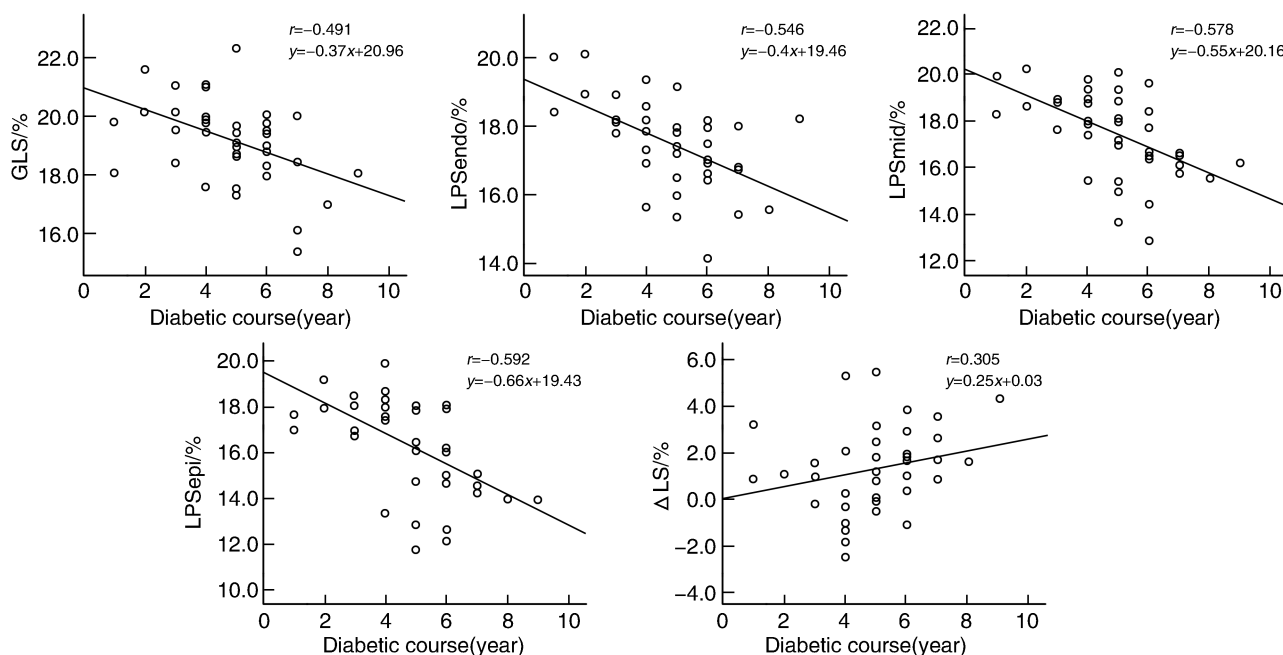 r=−0.491
y=−0.37x+20.96
GLS/%
22.0
20.0
18.0
16.0
0 2 4 6 8 10
Diabetic course(year)
r=−0.546
y=−0.4x+19.46
LPSendo/%
20.0
18.0
16.0
14.0
0 2 4 6 8 10
Diabetic course(year)
r=−0.578
y=−0.55x+20.16
LPSmid/%
22.0
20.0
18.0
16.0
14.0
12.0
0 2 4 6 8 10
Diabetic course(year)
r=−0.592
y=−0.66x+19.43
LPSepi/%
20.0
18.0
16.0
14.0
12.0
10.0
0 2 4 6 8 10
Diabetic course(year)
r=0.305
y=0.25x+0.03
Δ LS/%
6.0
4.0
2.0
0.0
−2.0
−4.0
0 2 4 6 8 10
Diabetic course(year)